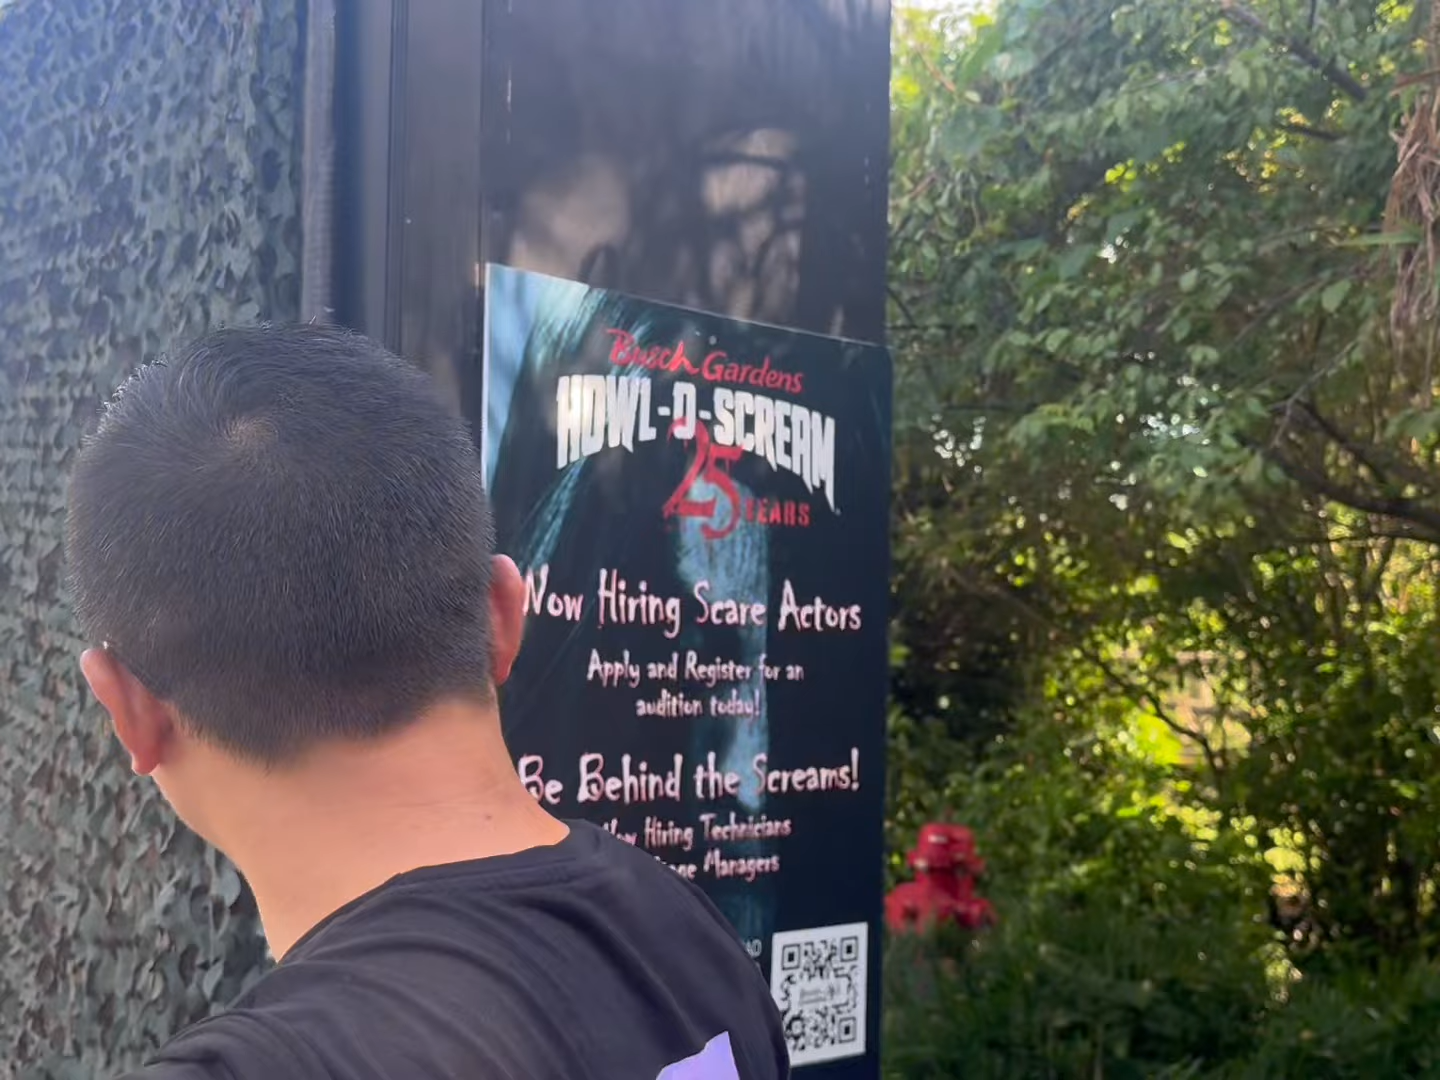 Busch Gardens
HOWL-O-SCREAM
25 YEARS
Now Hiring Scare Actors
Apply and Register for an
audition today!
Be Behind the Screams!
Hiring Technicians
Managers